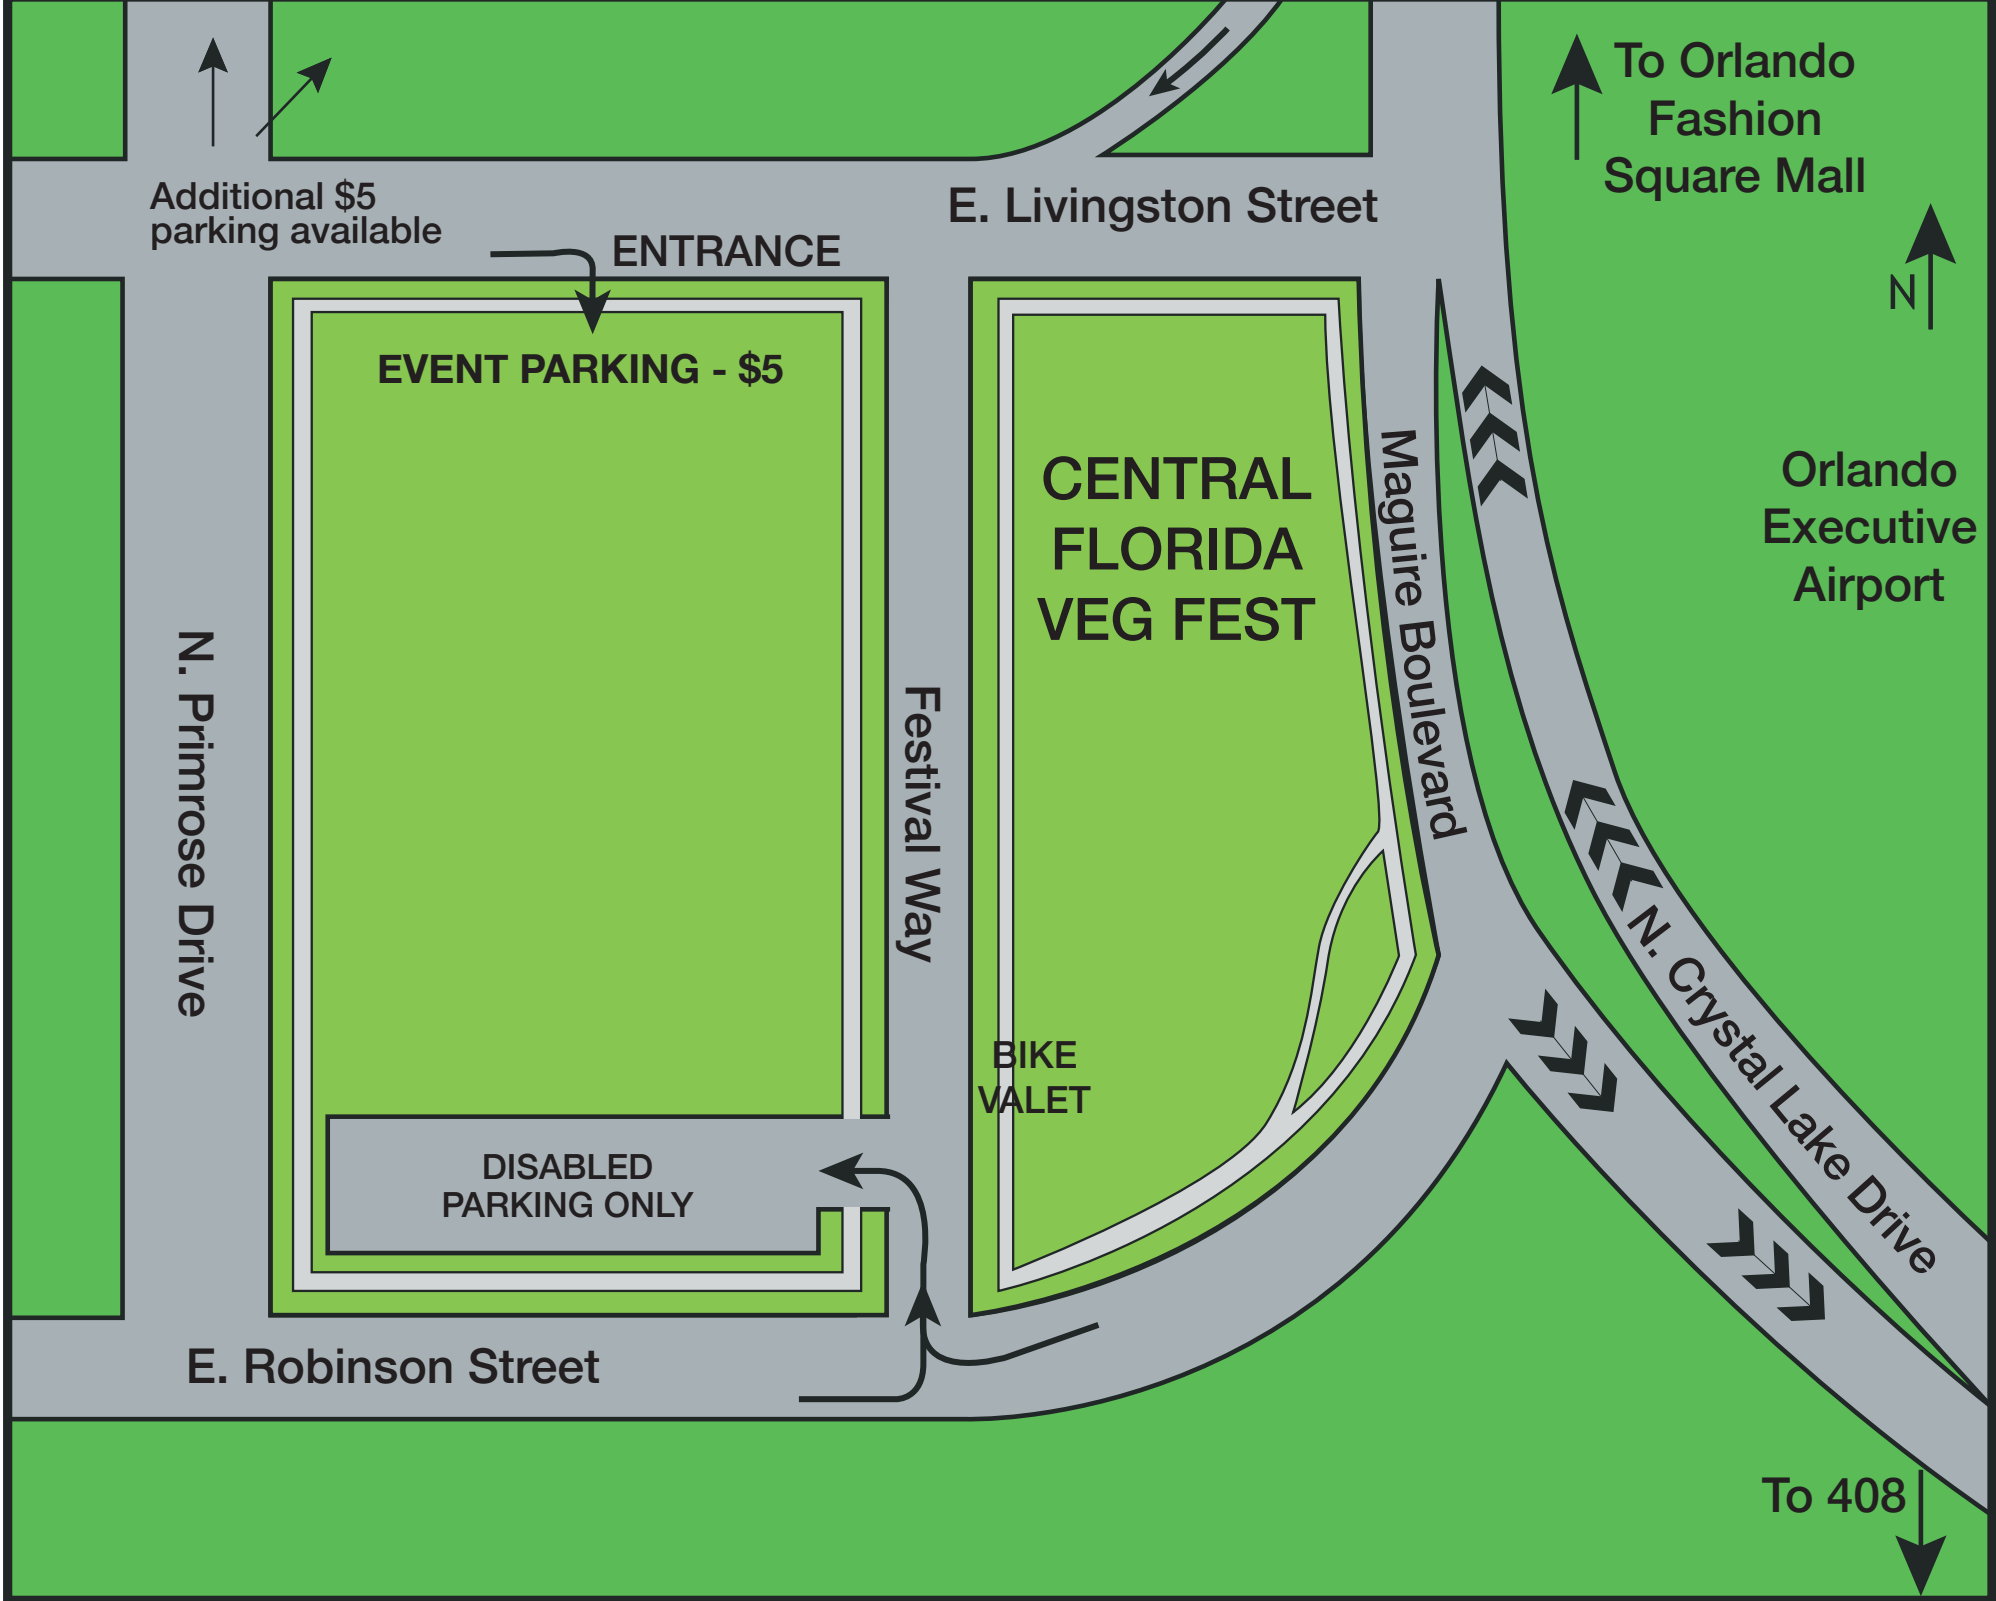 To Orlando
Fashion
Square Mall
Additional $5
parking available
E. Livingston Street
ENTRANCE
N
EVENT PARKING - $5
CENTRAL
FLORIDA
VEG FEST
Maguire Boulevard
Orlando
Executive
Airport
N. Primrose Drive
Festival Way
N. Crystal Lake Drive
BIKE
VALET
DISABLED
PARKING ONLY
E. Robinson Street
To 408